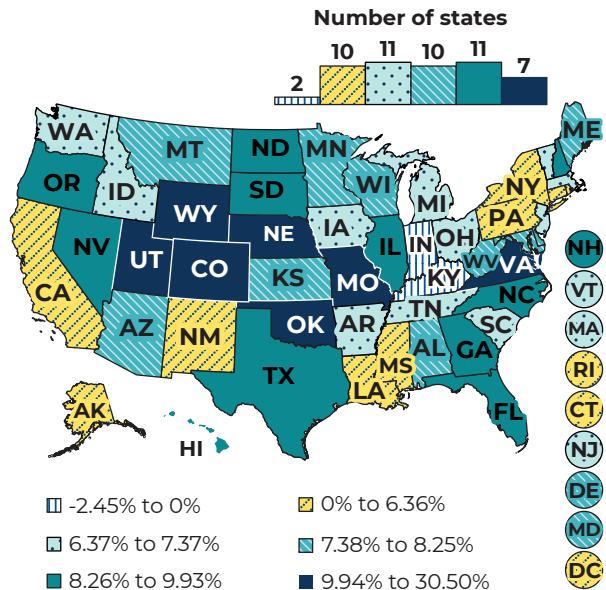 Number of states
2 10 11 10 11 7
WA MT ND MN ME
OR ID SD WI MI NY
WY IA PA
NV UT NE IL IN OH NH
CO KS MO WV VA VT
CA KY NC MA
AZ NM OK AR TN SC RI
TX LA MS AL GA CT
AK HI FL NJ
DE
MD
DC
-2.45% to 0% 0% to 6.36%
6.37% to 7.37% 7.38% to 8.25%
8.26% to 9.93% 9.94% to 30.50%